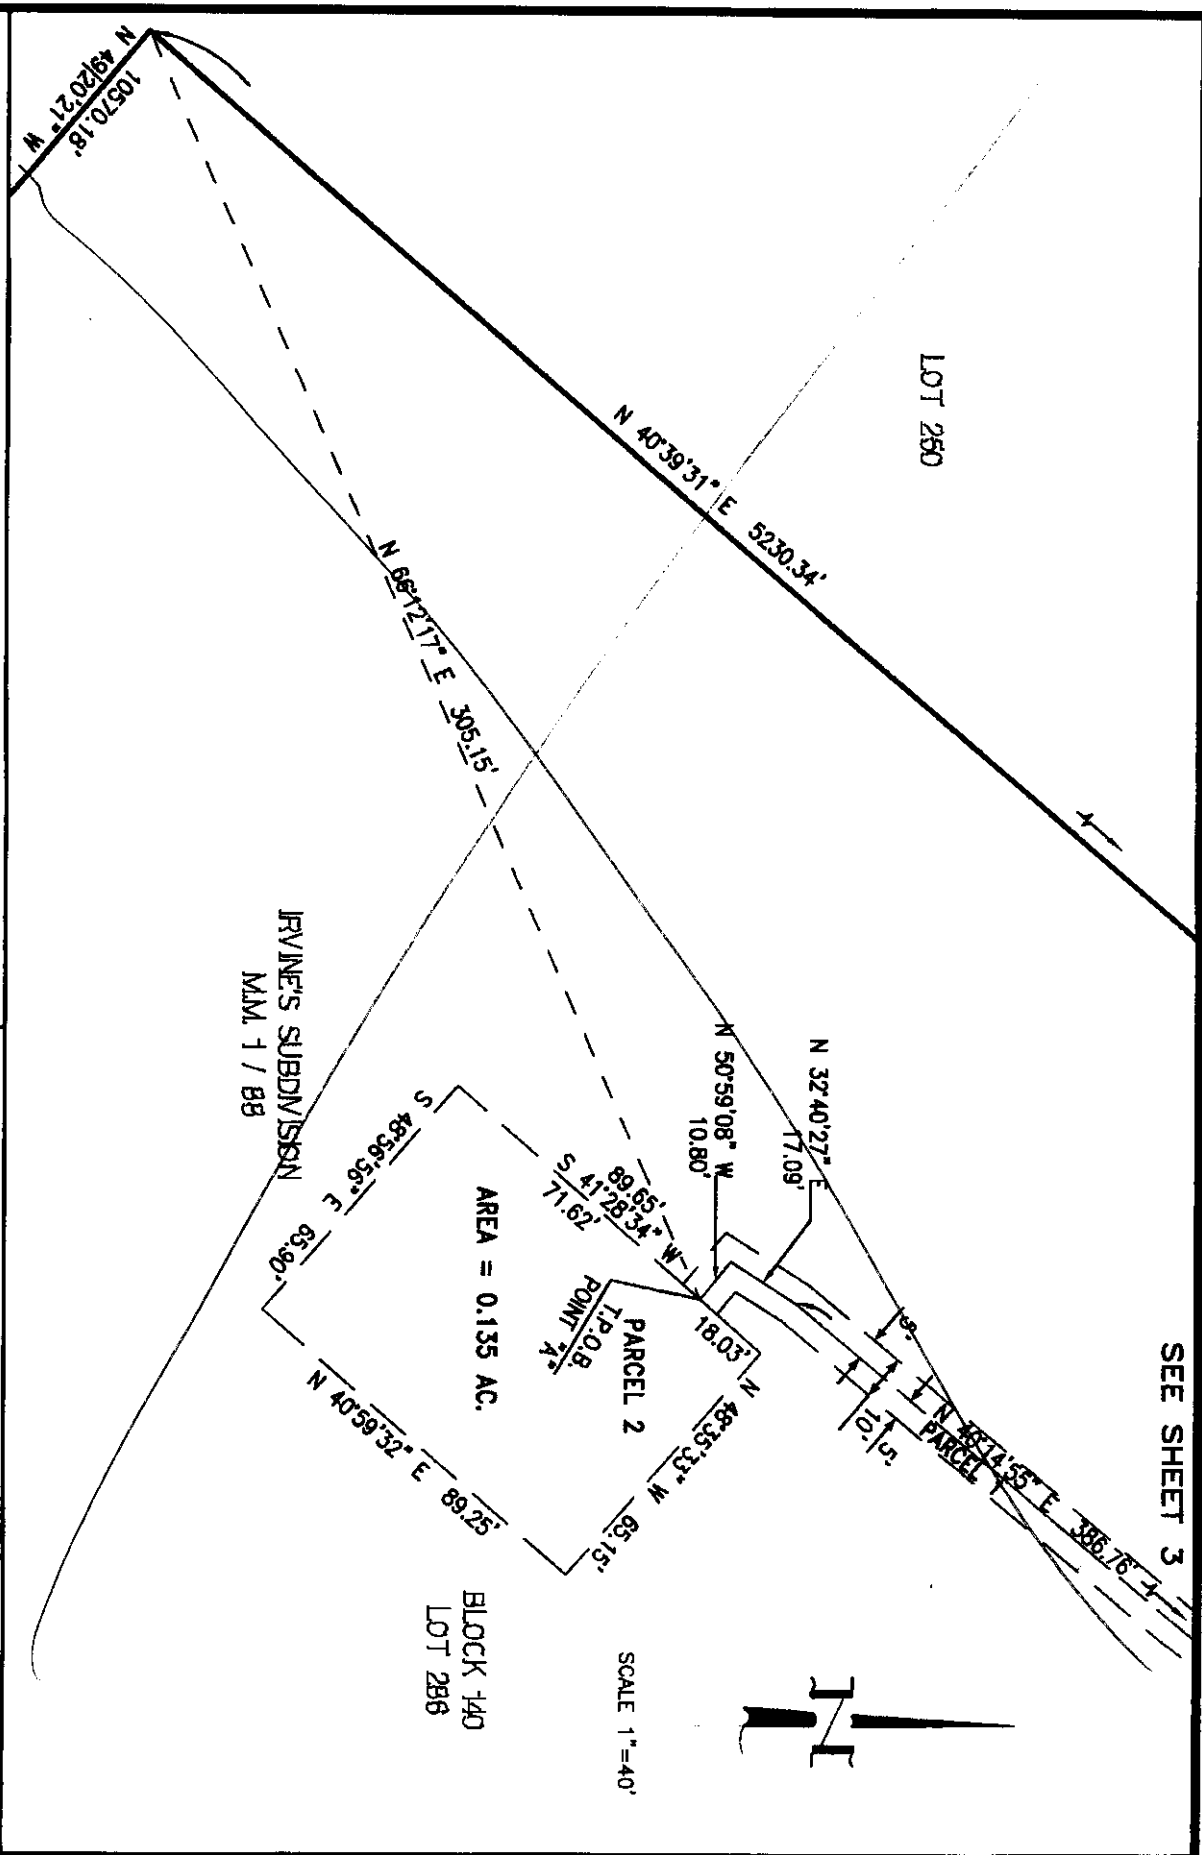 SEE SHEET 3
LOT 260
N 49°20'21" W
10570.18'
N 40°39'31" E 5230.34'
N 66°12'17" E 305.15'
N 32°40'27" E
17.09'
N 50°59'08" W
10.80'
6'
10'
5'
N 40°14'55" E 386.76'
PARCEL 1
18.03'
89.65'
S 41°28'34" W
71.62'
PARCEL 2
T.P.O.B.
POINT "A"
AREA = 0.135 AC.
N 48°35'33" W 65.15'
S 48°56'56" E 65.90'
N 40°59'32" E 89.25'
IRVINE'S SUBDIVISION
M.M. 1 / 88
BLOCK 140
LOT 286
SCALE 1"=40'
N